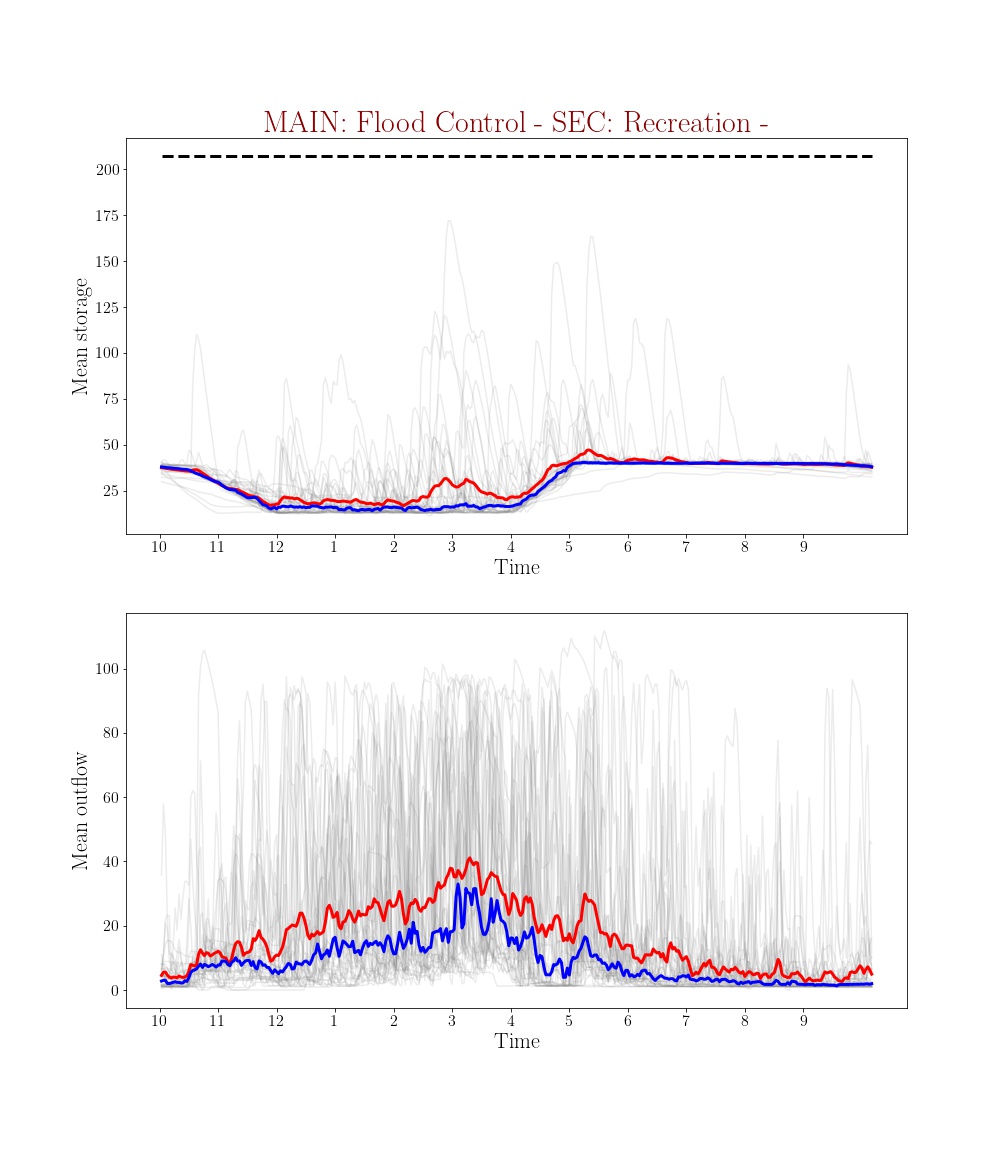 MAIN: Flood Control - SEC: Recreation -
200
175
150
125
100
75
50
25
Mean storage
10 11 12 1 2 3 4 5 6 7 8 9
Time
100
80
60
40
20
0
Mean outflow
10 11 12 1 2 3 4 5 6 7 8 9
Time